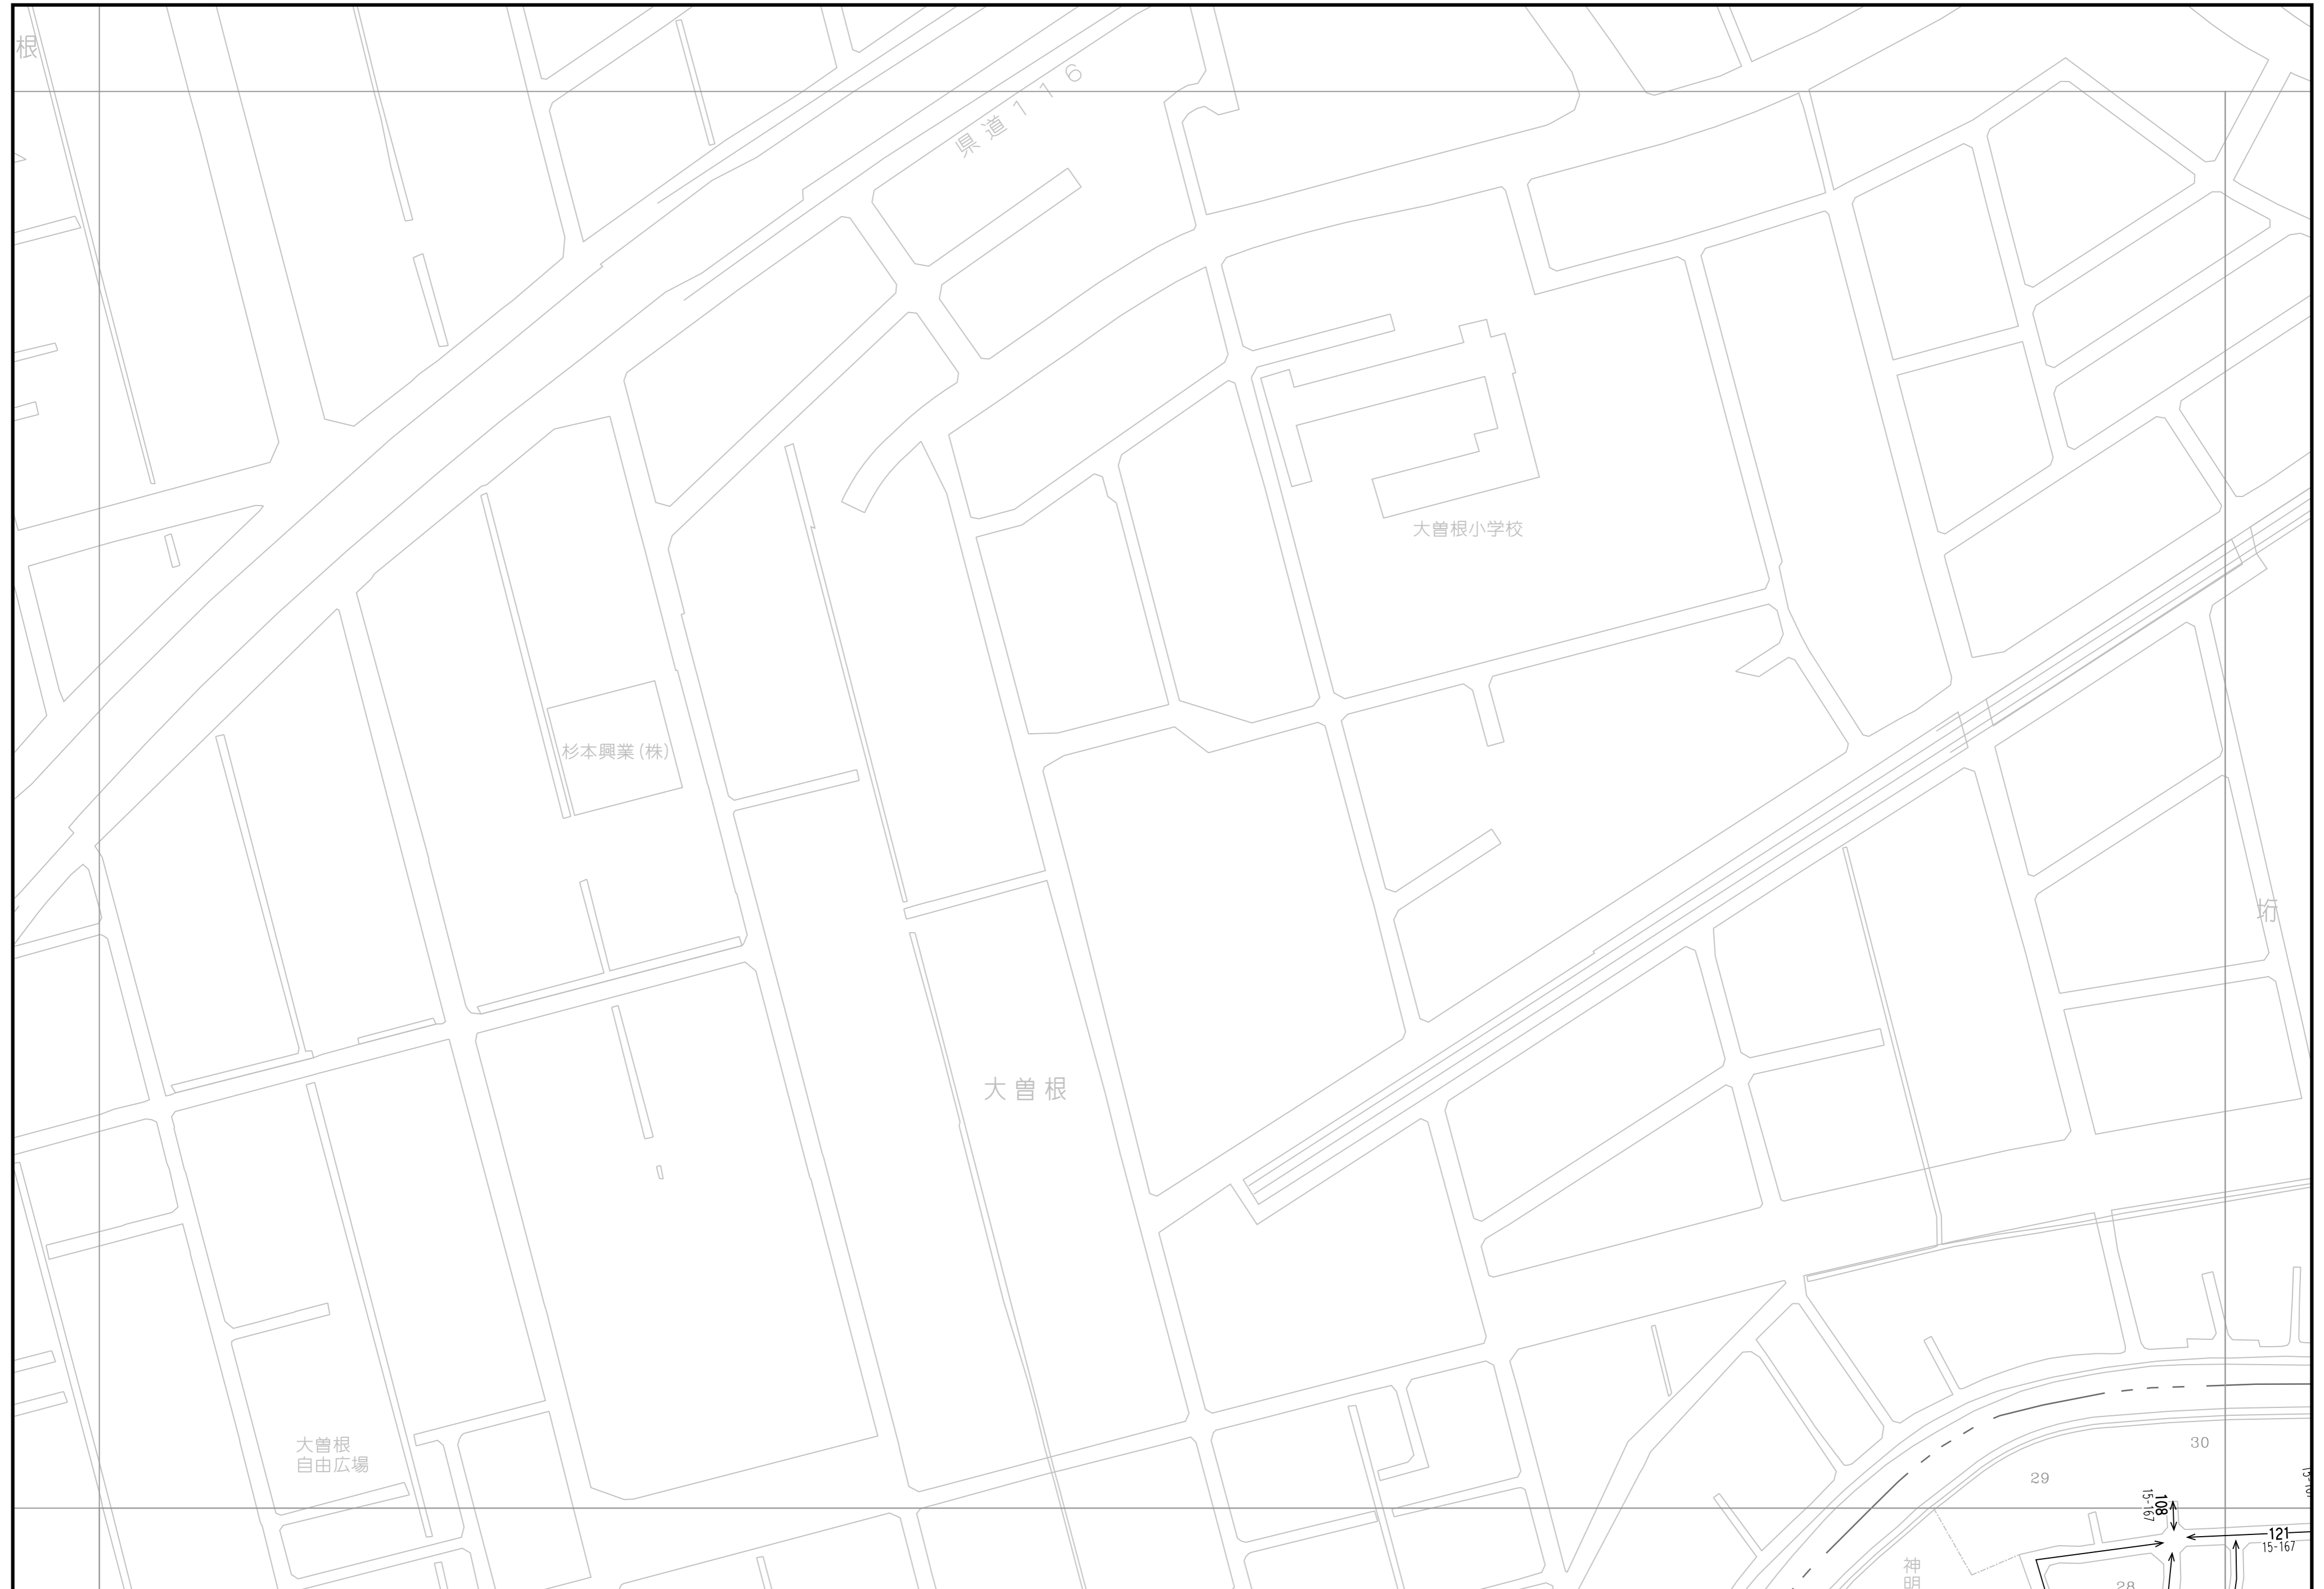 根
県道116
大曽根小学校
杉本興業(株)
垳
大曽根
大曽根
自由広場
30
29
108
15-167
121
15-167
神明
28